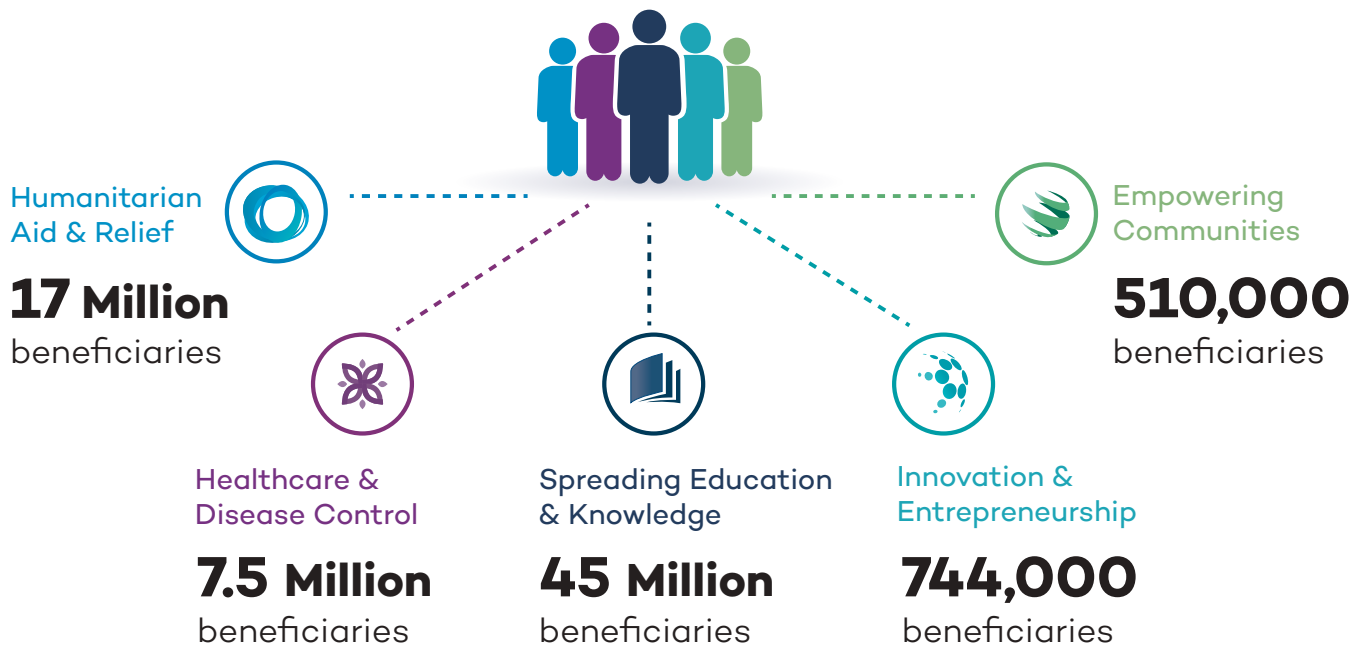 Humanitarian
Aid & Relief
17 Million
beneficiaries
Healthcare &
Disease Control
7.5 Million
beneficiaries
Spreading Education
& Knowledge
45 Million
beneficiaries
Innovation &
Entrepreneurship
744,000
beneficiaries
Empowering
Communities
510,000
beneficiaries